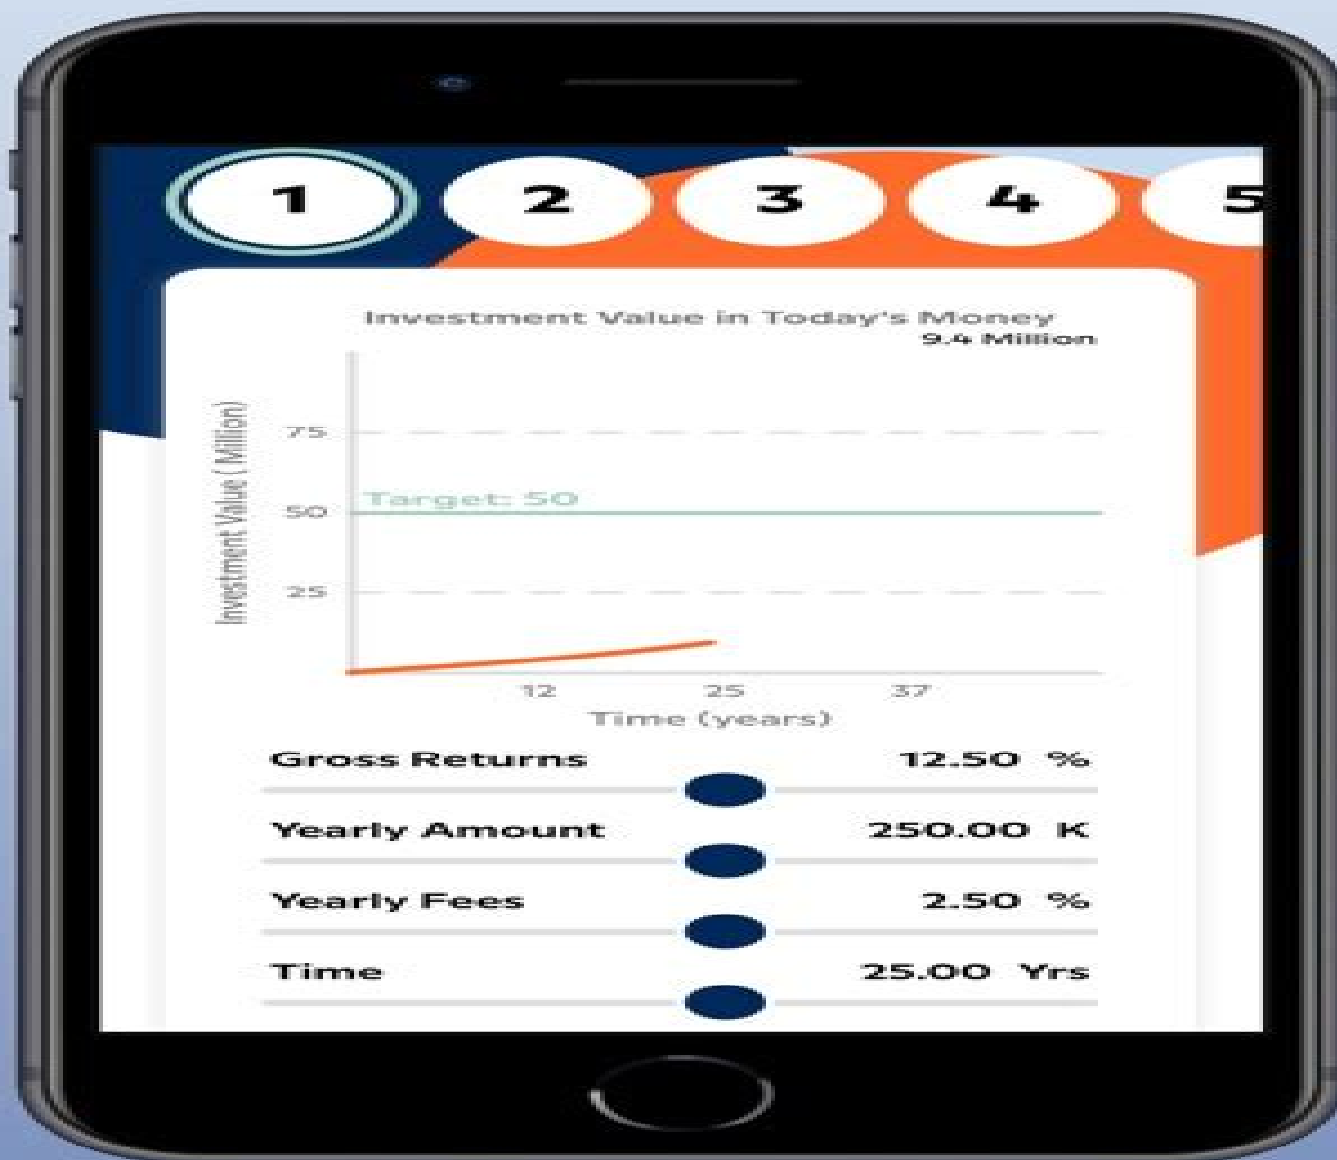 1 2 3 4 5
Investment Value in Today's Money
9.4 Million
Investment Value ( Million)
75
Target: 50
50
25
12 25 37
Time (years)
Gross Returns 12.50 %
Yearly Amount 250.00 K
Yearly Fees 2.50 %
Time 25.00 Yrs